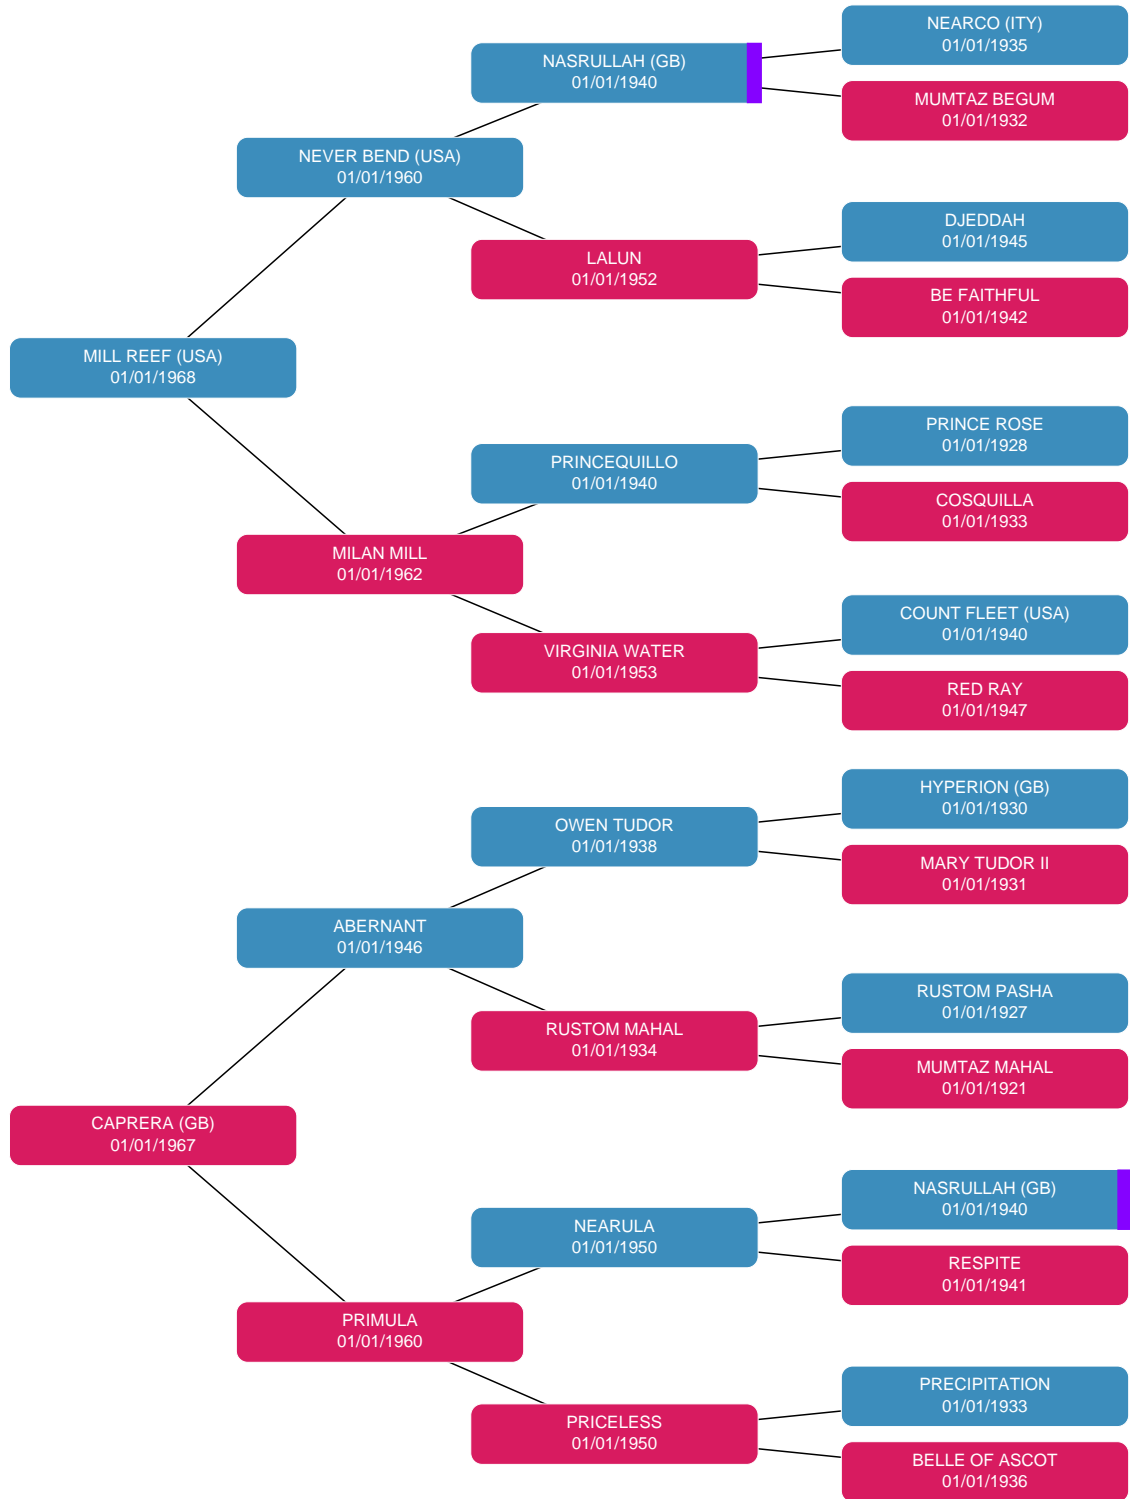 NEARCO (ITY)
01/01/1935
NASRULLAH (GB)
01/01/1940
MUMTAZ BEGUM
01/01/1932
NEVER BEND (USA)
01/01/1960
DJEDDAH
01/01/1945
LALUN
01/01/1952
BE FAITHFUL
01/01/1942
MILL REEF (USA)
01/01/1968
PRINCE ROSE
01/01/1928
PRINCEQUILLO
01/01/1940
COSQUILLA
01/01/1933
MILAN MILL
01/01/1962
COUNT FLEET (USA)
01/01/1940
VIRGINIA WATER
01/01/1953
RED RAY
01/01/1947
HYPERION (GB)
01/01/1930
OWEN TUDOR
01/01/1938
MARY TUDOR II
01/01/1931
ABERNANT
01/01/1946
RUSTOM PASHA
01/01/1927
RUSTOM MAHAL
01/01/1934
MUMTAZ MAHAL
01/01/1921
CAPRERA (GB)
01/01/1967
NASRULLAH (GB)
01/01/1940
NEARULA
01/01/1950
RESPITE
01/01/1941
PRIMULA
01/01/1960
PRECIPITATION
01/01/1933
PRICELESS
01/01/1950
BELLE OF ASCOT
01/01/1936